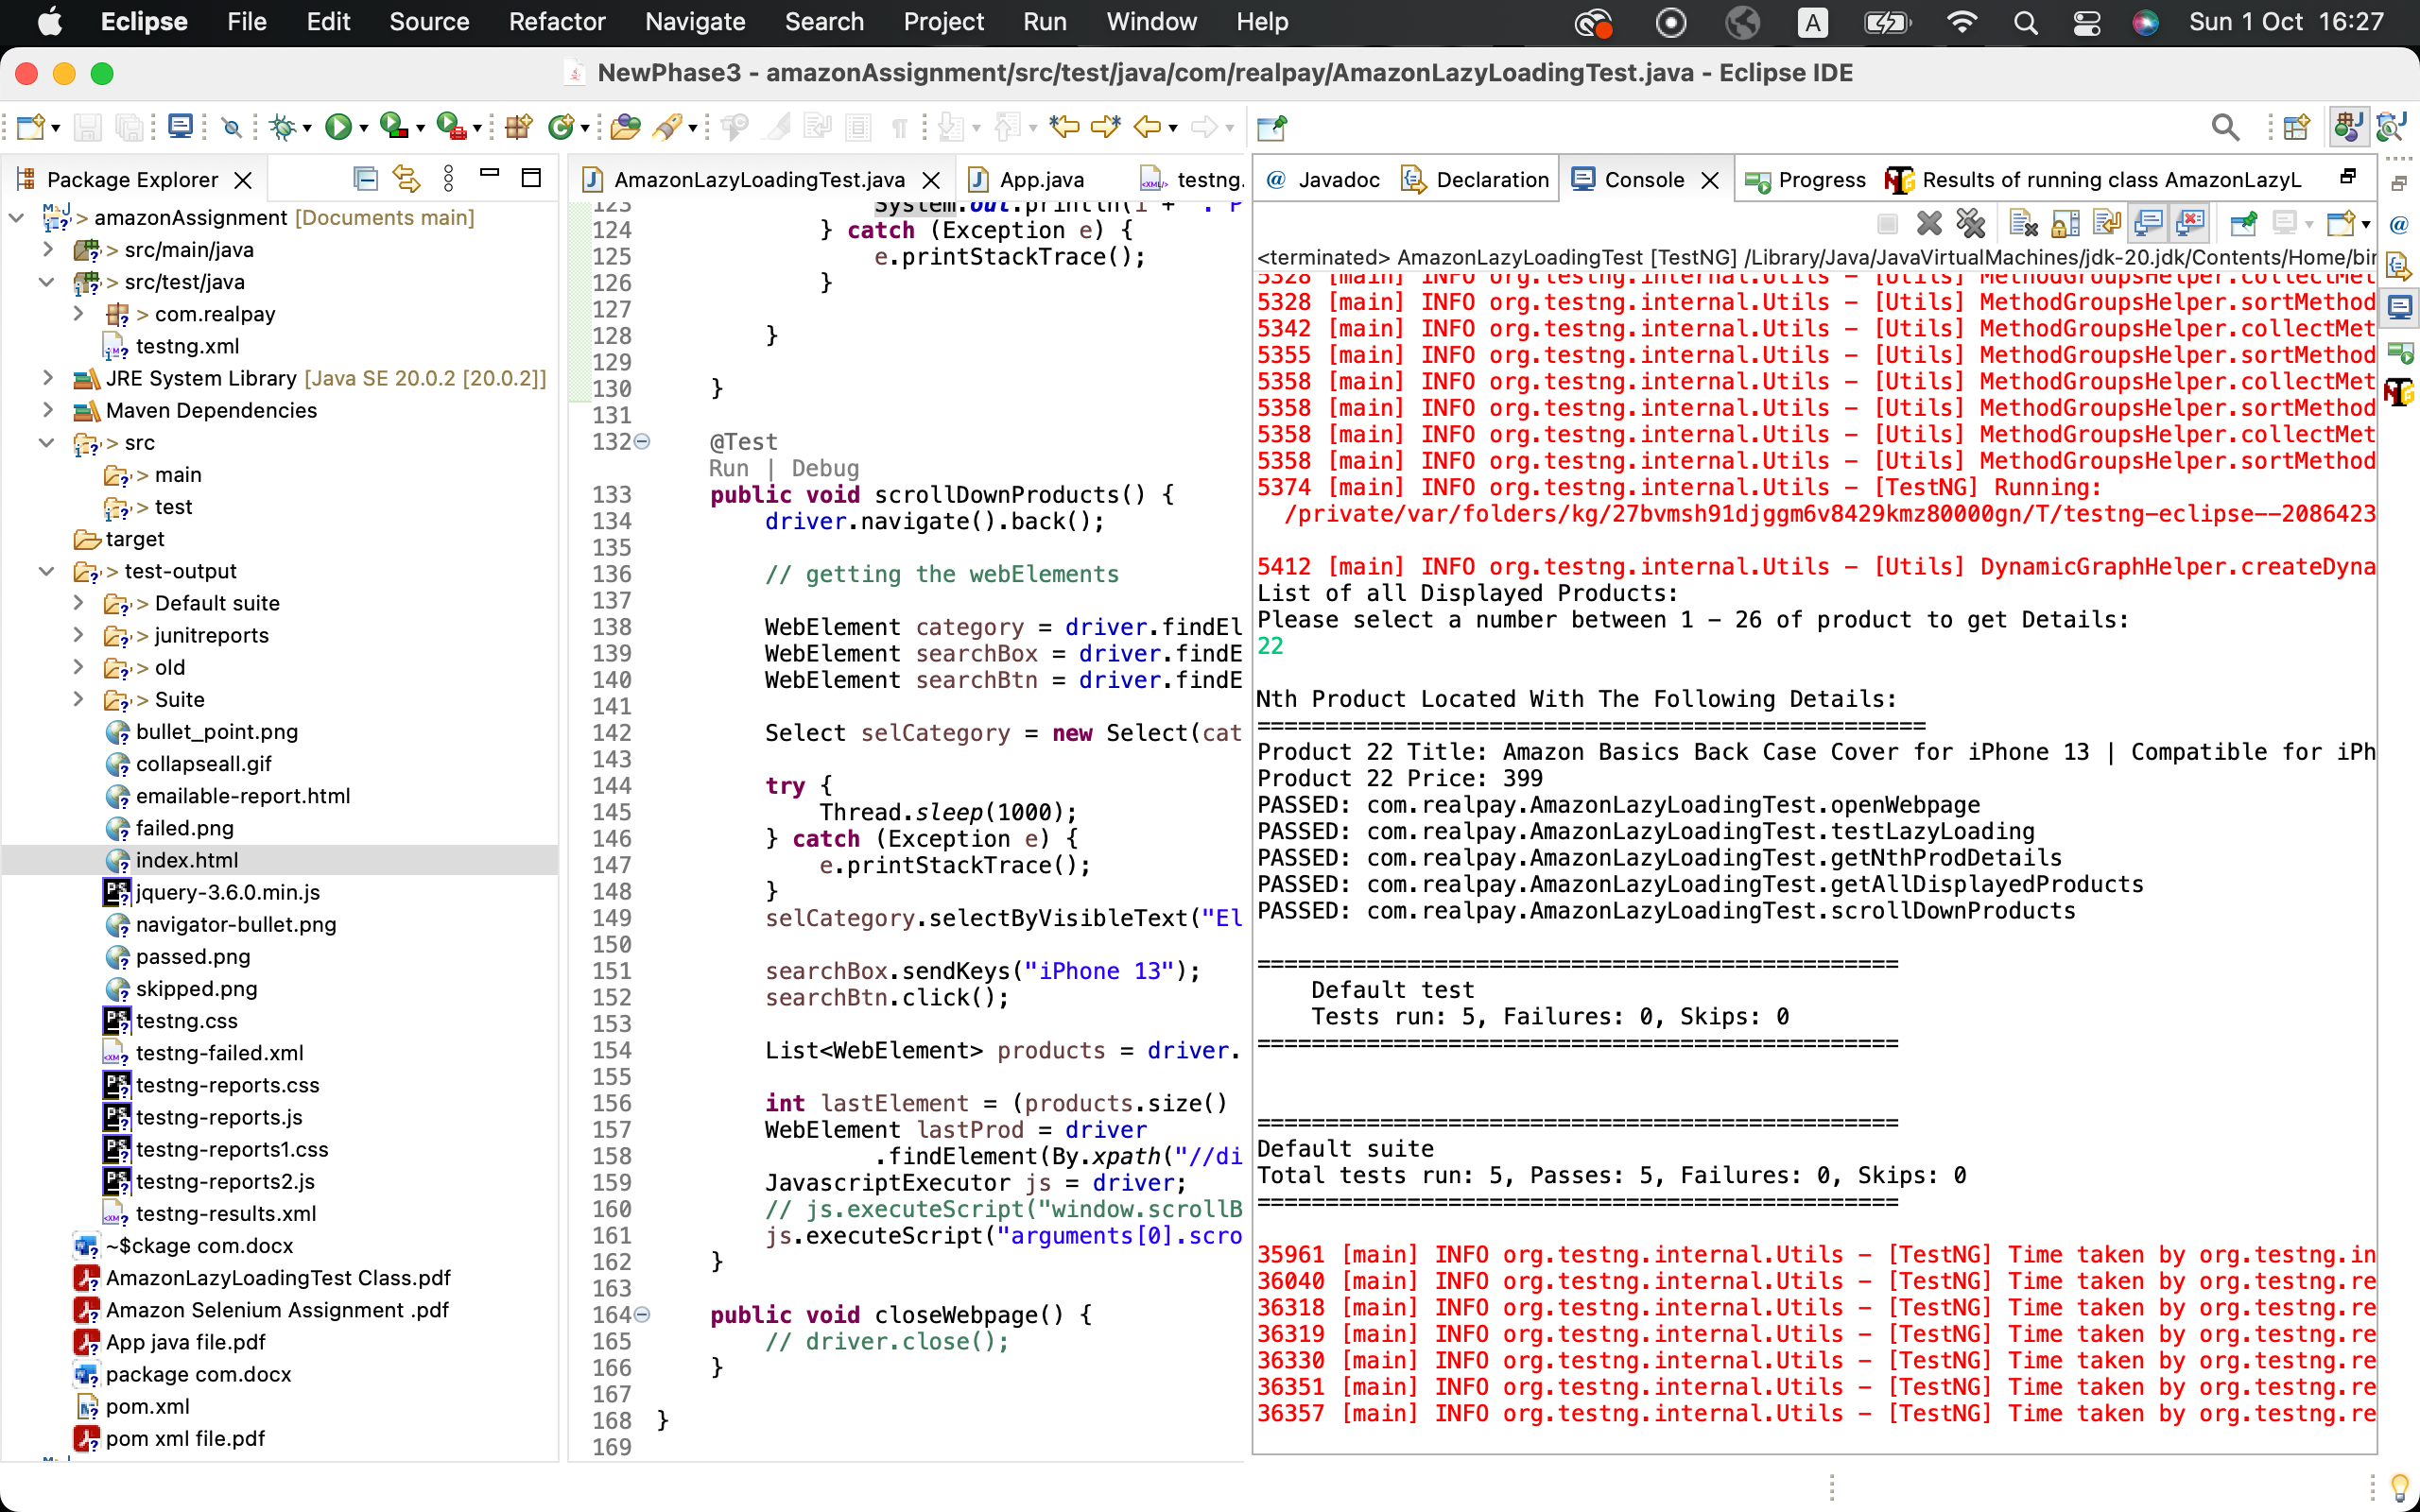 Eclipse File Edit Source Refactor Navigate Search Project Run Window Help A Sun 1 Oct 16:27
NewPhase3 - amazonAssignment/src/test/java/com/realpay/AmazonLazyLoadingTest.java - Eclipse IDE
Package Explorer
> amazonAssignment [Documents main]
> src/main/java
> src/test/java
> com.realpay
testng.xml
JRE System Library [Java SE 20.0.2 [20.0.2]]
Maven Dependencies
> src
> main
> test
target
> test-output
> Default suite
> junitreports
> old
> Suite
bullet_point.png
collapseall.gif
emailable-report.html
failed.png
index.html
jquery-3.6.0.min.js
navigator-bullet.png
passed.png
skipped.png
testng.css
testng-failed.xml
testng-reports.css
testng-reports.js
testng-reports1.css
testng-reports2.js
testng-results.xml
~$ckage com.docx
AmazonLazyLoadingTest Class.pdf
Amazon Selenium Assignment .pdf
App java file.pdf
package com.docx
pom.xml
pom xml file.pdf
AmazonLazyLoadingTest.java App.java testng.
123 System.out.println(i + ". P
124 } catch (Exception e) {
125 e.printStackTrace();
126 }
127
128 }
129
130 }
131
132 @Test
Run | Debug
133 public void scrollDownProducts() {
134 driver.navigate().back();
135
136 // getting the webElements
137
138 WebElement category = driver.findEl
139 WebElement searchBox = driver.findE
140 WebElement searchBtn = driver.findE
141
142 Select selCategory = new Select(cat
143
144 try {
145 Thread.sleep(1000);
146 } catch (Exception e) {
147 e.printStackTrace();
148 }
149 selCategory.selectByVisibleText("El
150
151 searchBox.sendKeys("iPhone 13");
152 searchBtn.click();
153
154 List<WebElement> products = driver.
155
156 int lastElement = (products.size()
157 WebElement lastProd = driver
158 .findElement(By.xpath("//di
159 JavascriptExecutor js = driver;
160 // js.executeScript("window.scrollB
161 js.executeScript("arguments[0].scro
162 }
163
164 public void closeWebpage() {
165 // driver.close();
166 }
167
168 }
169
@ Javadoc Declaration Console Progress Results of running class AmazonLazyL
<terminated> AmazonLazyLoadingTest [TestNG] /Library/Java/JavaVirtualMachines/jdk-20.jdk/Contents/Home/bin
5328 [main] INFO org.testng.internal.Utils - [Utils] MethodGroupsHelper.collectMet
5328 [main] INFO org.testng.internal.Utils - [Utils] MethodGroupsHelper.sortMethod
5342 [main] INFO org.testng.internal.Utils - [Utils] MethodGroupsHelper.collectMet
5355 [main] INFO org.testng.internal.Utils - [Utils] MethodGroupsHelper.sortMethod
5358 [main] INFO org.testng.internal.Utils - [Utils] MethodGroupsHelper.collectMet
5358 [main] INFO org.testng.internal.Utils - [Utils] MethodGroupsHelper.sortMethod
5358 [main] INFO org.testng.internal.Utils - [Utils] MethodGroupsHelper.collectMet
5358 [main] INFO org.testng.internal.Utils - [Utils] MethodGroupsHelper.sortMethod
5374 [main] INFO org.testng.internal.Utils - [TestNG] Running:
/private/var/folders/kg/27bvmsh91djggm6v8429kmz80000gn/T/testng-eclipse--2086423
5412 [main] INFO org.testng.internal.Utils - [Utils] DynamicGraphHelper.createDyna
List of all Displayed Products:
Please select a number between 1 - 26 of product to get Details:
22
Nth Product Located With The Following Details:
=================================================
Product 22 Title: Amazon Basics Back Case Cover for iPhone 13 | Compatible for iPh
Product 22 Price: 399
PASSED: com.realpay.AmazonLazyLoadingTest.openWebpage
PASSED: com.realpay.AmazonLazyLoadingTest.testLazyLoading
PASSED: com.realpay.AmazonLazyLoadingTest.getNthProdDetails
PASSED: com.realpay.AmazonLazyLoadingTest.getAllDisplayedProducts
PASSED: com.realpay.AmazonLazyLoadingTest.scrollDownProducts
===============================================
Default test
Tests run: 5, Failures: 0, Skips: 0
===============================================
===============================================
Default suite
Total tests run: 5, Passes: 5, Failures: 0, Skips: 0
===============================================
35961 [main] INFO org.testng.internal.Utils - [TestNG] Time taken by org.testng.in
36040 [main] INFO org.testng.internal.Utils - [TestNG] Time taken by org.testng.re
36318 [main] INFO org.testng.internal.Utils - [TestNG] Time taken by org.testng.re
36319 [main] INFO org.testng.internal.Utils - [TestNG] Time taken by org.testng.re
36330 [main] INFO org.testng.internal.Utils - [TestNG] Time taken by org.testng.re
36351 [main] INFO org.testng.internal.Utils - [TestNG] Time taken by org.testng.re
36357 [main] INFO org.testng.internal.Utils - [TestNG] Time taken by org.testng.re